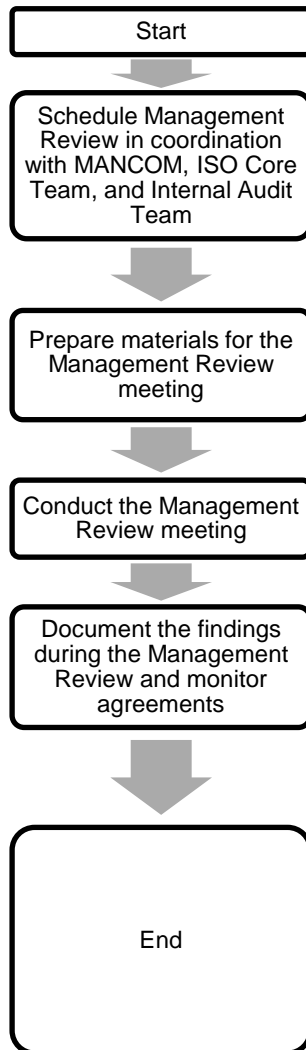 Start
Schedule Management
Review in coordination
with MANCOM, ISO Core
Team, and Internal Audit
Team
Prepare materials for the
Management Review
meeting
Conduct the Management
Review meeting
Document the findings
during the Management
Review and monitor
agreements
End